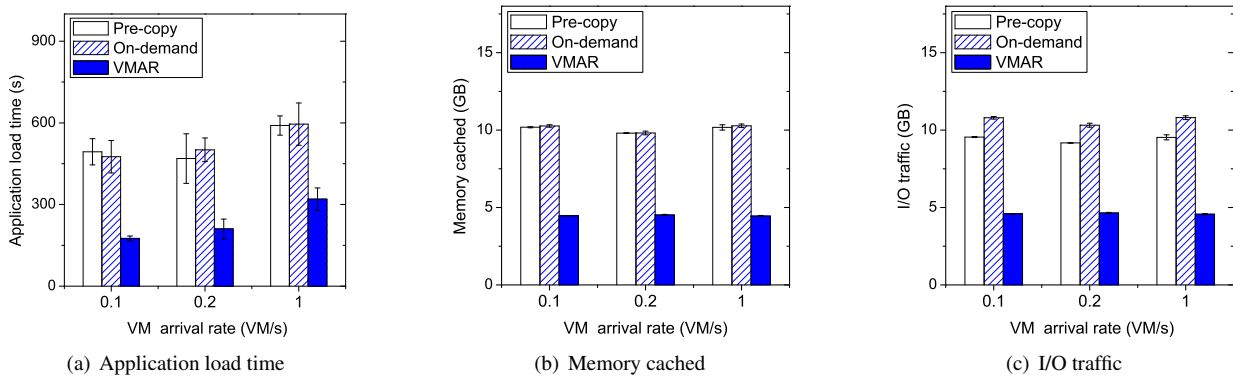 Pre-copy
On-demand
VMAR
900
600
300
0
Application load time (s)
0.1
0.2
1
VM arrival rate (VM/s)
(a) Application load time
Pre-copy
On-demand
VMAR
15
10
5
0
Memory cached (GB)
0.1
0.2
1
VM arrival rate (VM/s)
(b) Memory cached
Pre-copy
On-demand
VMAR
15
10
5
0
I/O traffic (GB)
0.1
0.2
1
VM arrival rate (VM/s)
(c) I/O traffic